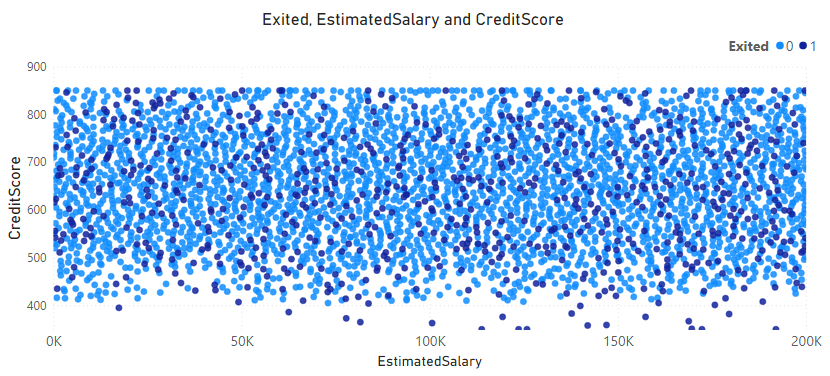 Exited, EstimatedSalary and CreditScore
Exited 0 1
900
800
700
600
500
400
CreditScore
0K 50K 100K 150K 200K
EstimatedSalary